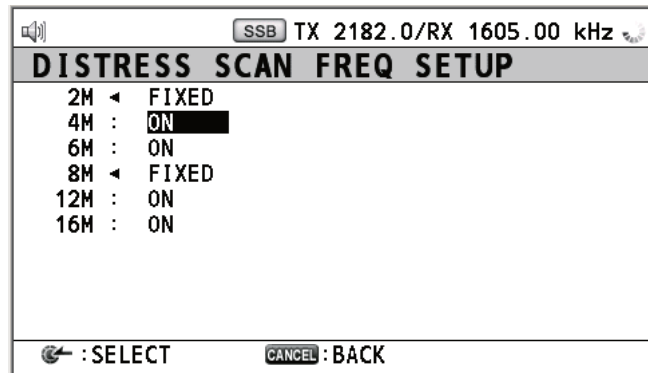 SSB TX 2182.0/RX 1605.00 kHz
DISTRESS SCAN FREQ SETUP
2M ◄ FIXED
4M : ON
6M : ON
8M ◄ FIXED
12M : ON
16M : ON
: SELECT CANCEL : BACK